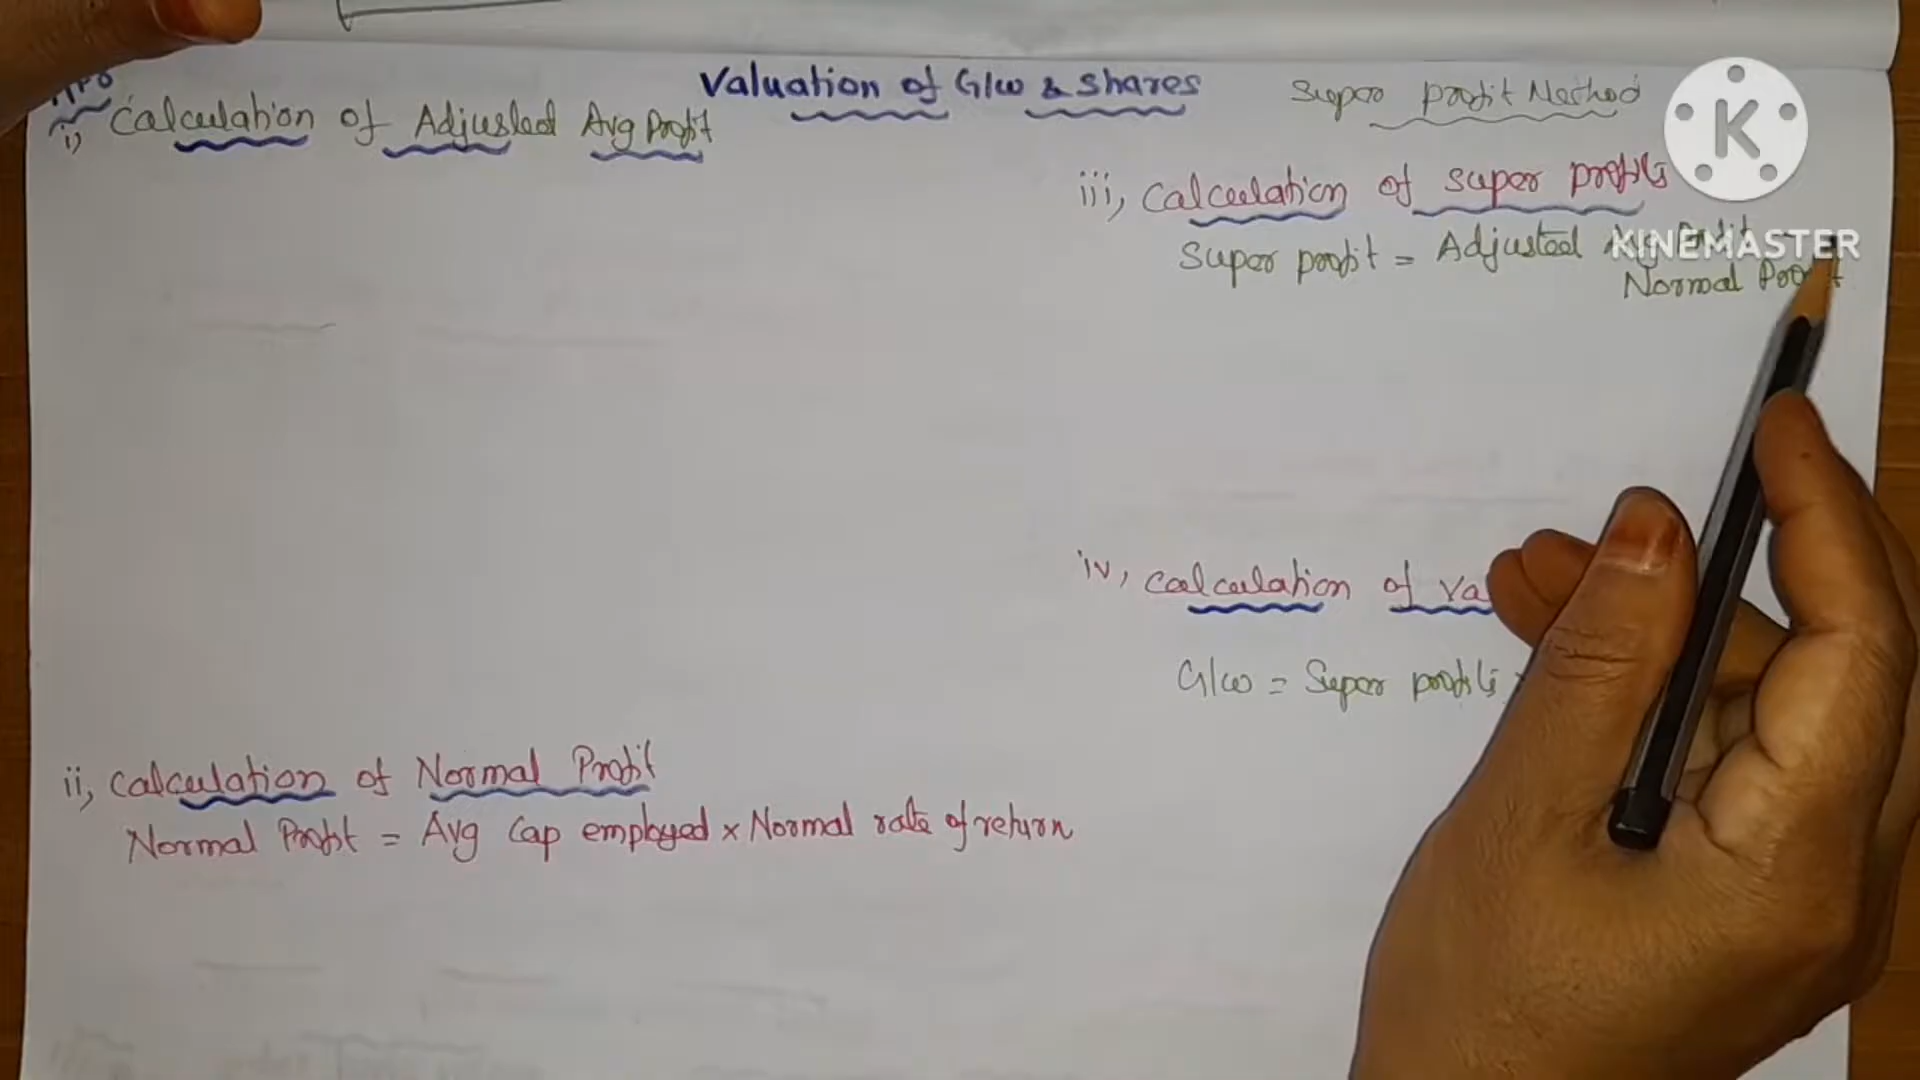 Valuation of G/w & Shares
Super Profit Method
i) Calculation of Adjusted Avg Profit
ii, Calculation of Normal Profit
Normal Profit = Avg Cap employed × Normal rate of return
iii, Calculation of Super profits
Super profit = Adjusted Avg Profit -
Normal Profit
iv, Calculation of
G/w = Super profits
K
KINEMASTER